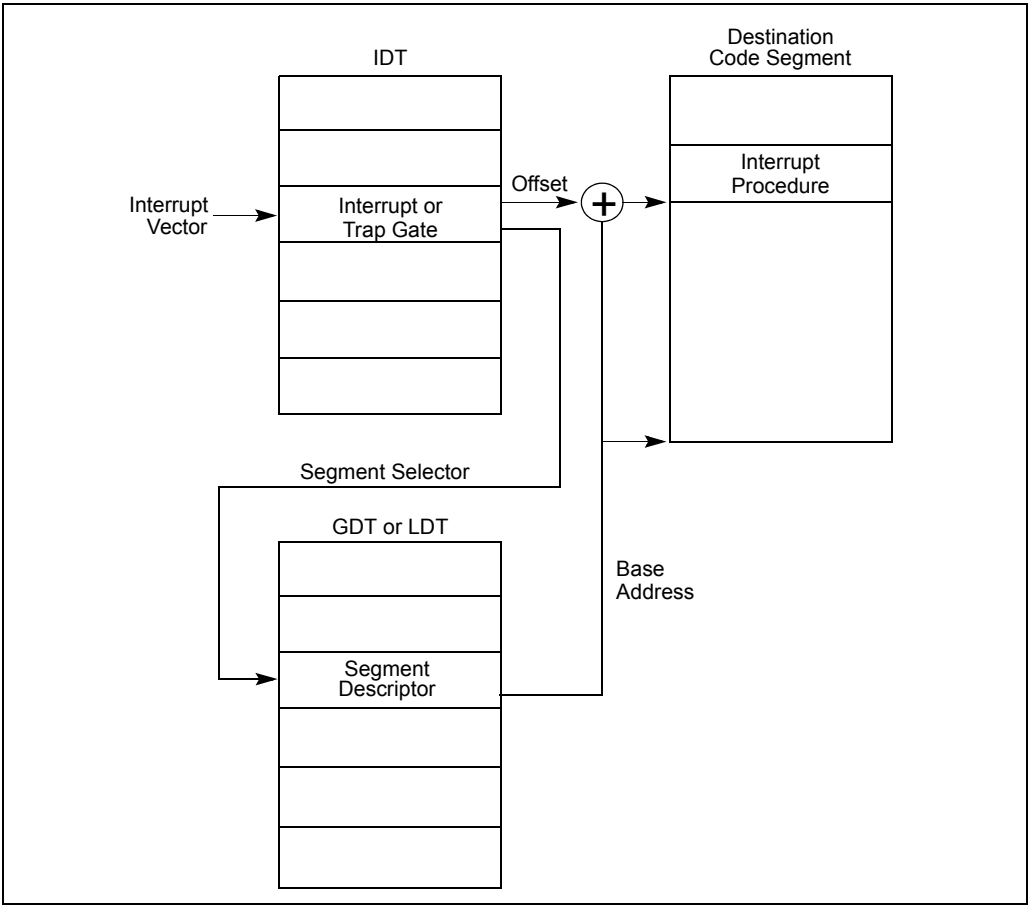 IDT
Destination
Code Segment
Interrupt
Vector
Interrupt or
Trap Gate
Offset
+
Interrupt
Procedure
Segment Selector
GDT or LDT
Segment
Descriptor
Base
Address